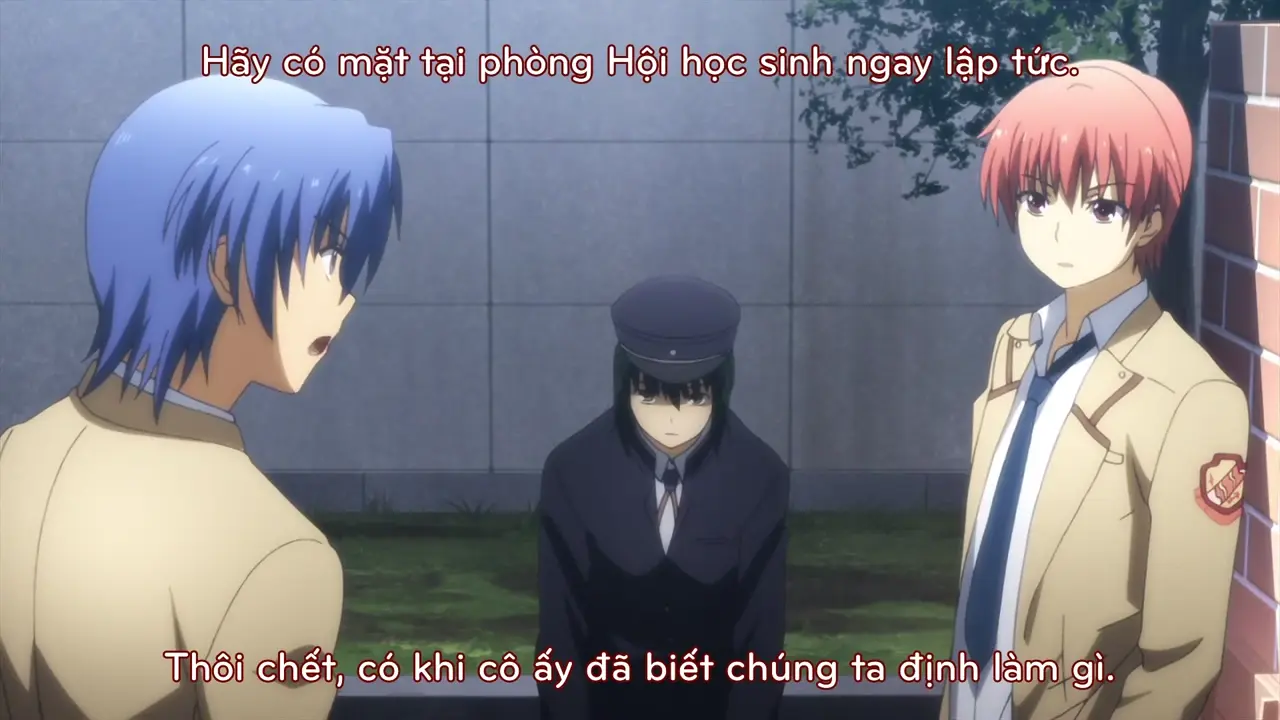 Hãy có mặt tại phòng Hội học sinh ngay lập tức.
Thôi chết, có khi cô ấy đã biết chúng ta định làm gì.